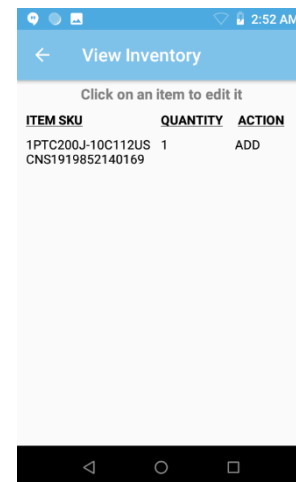 2:52 AM
View Inventory
Click on an item to edit it
ITEM SKU QUANTITY ACTION
1PTC200J-10C112US 1 ADD
CNS1919852140169